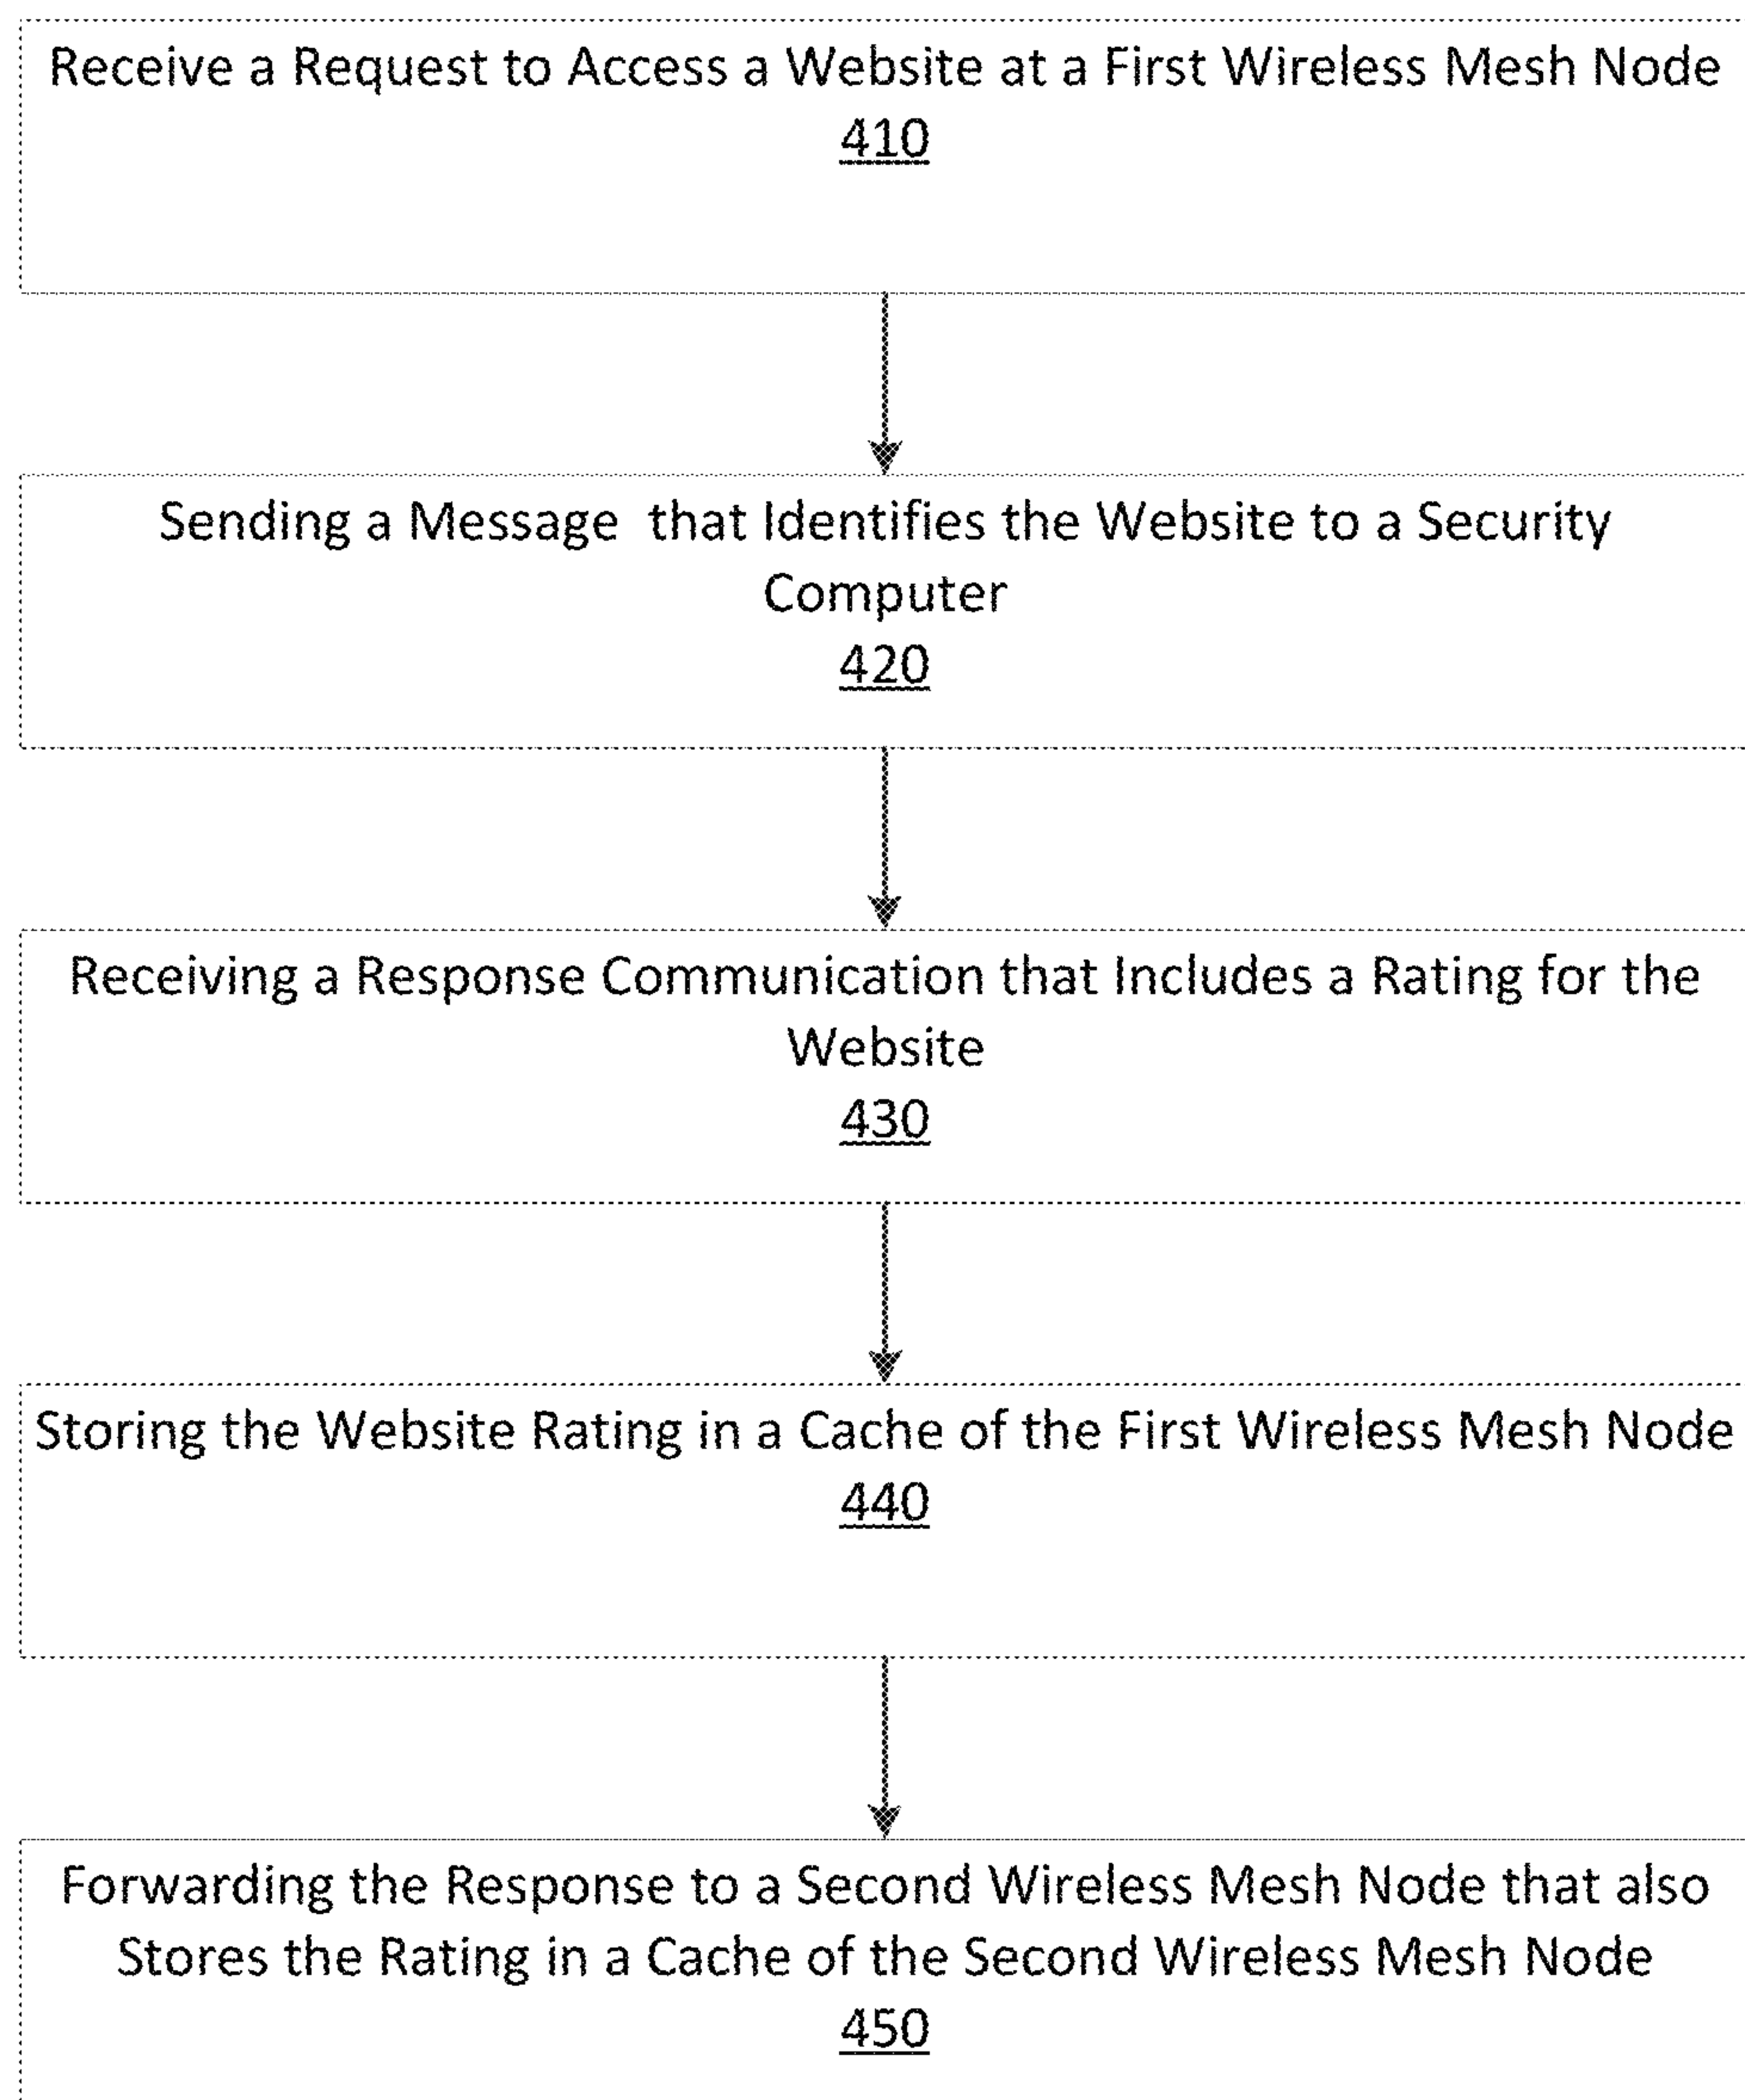 Receive a Request to Access a Website at a First Wireless Mesh Node
410
Sending a Message that Identifies the Website to a Security
Computer
420
Receiving a Response Communication that Includes a Rating for the
Website
430
Storing the Website Rating in a Cache of the First Wireless Mesh Node
440
Forwarding the Response to a Second Wireless Mesh Node that also
Stores the Rating in a Cache of the Second Wireless Mesh Node
450